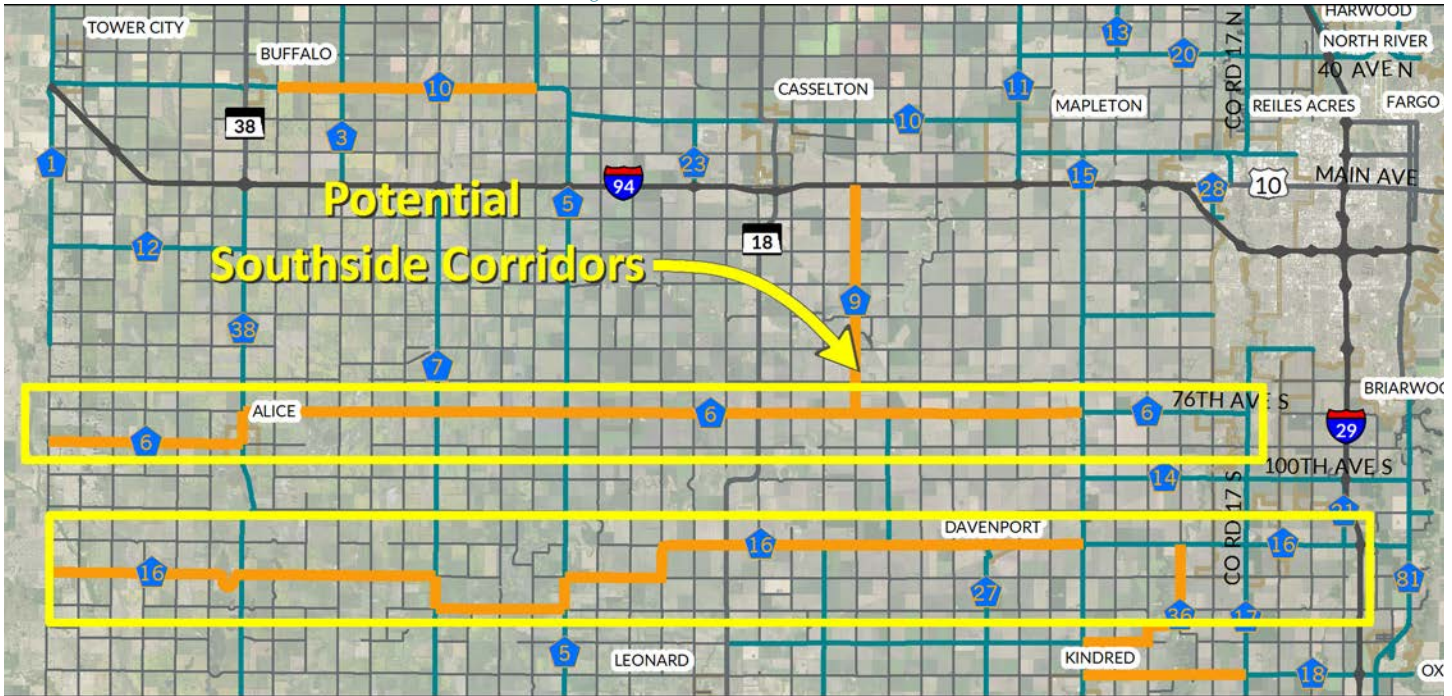 HARWOOD
TOWER CITY
13
CO RD 17 N
NORTH RIVER
BUFFALO
20
40 AVE N
10
CASSELTON
11
MAPLETON
REILES ACRES
FARGO
38
3
10
1
23
15
MAIN AVE
94
28
10
Potential
5
18
12
Southside Corridors
9
38
7
BRIARWOO
ALICE
6
6
76TH AVE S
6
29
100TH AVE S
14
CO RD 17 S
21
DAVENPORT
16
16
16
27
81
36
17
5
LEONARD
KINDRED
18
OX